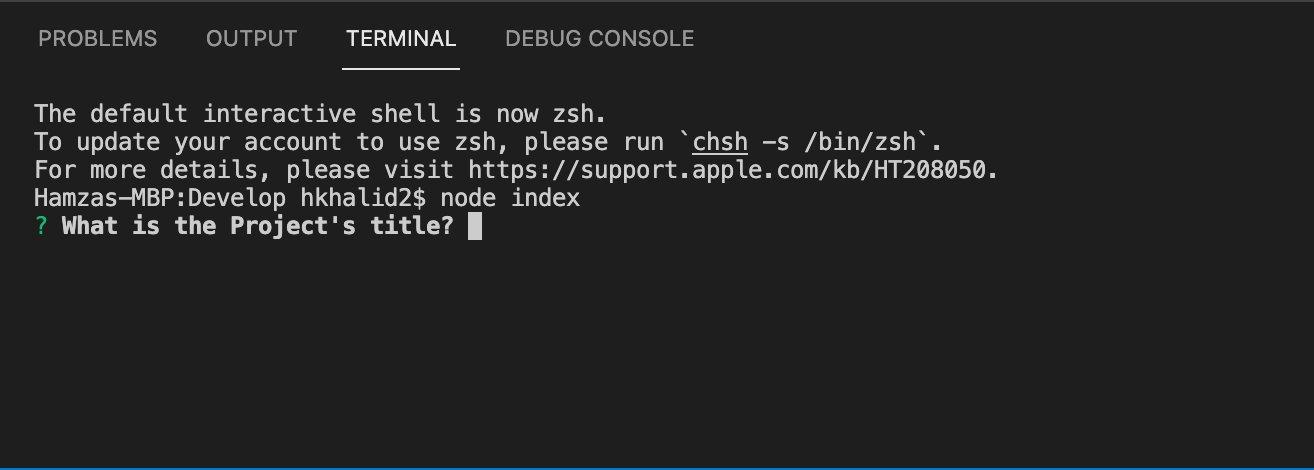 PROBLEMS OUTPUT TERMINAL DEBUG CONSOLE
The default interactive shell is now zsh.
To update your account to use zsh, please run `chsh -s /bin/zsh`.
For more details, please visit https://support.apple.com/kb/HT208050.
Hamzas-MBP:Develop hkhalid2$ node index
? What is the Project's title?